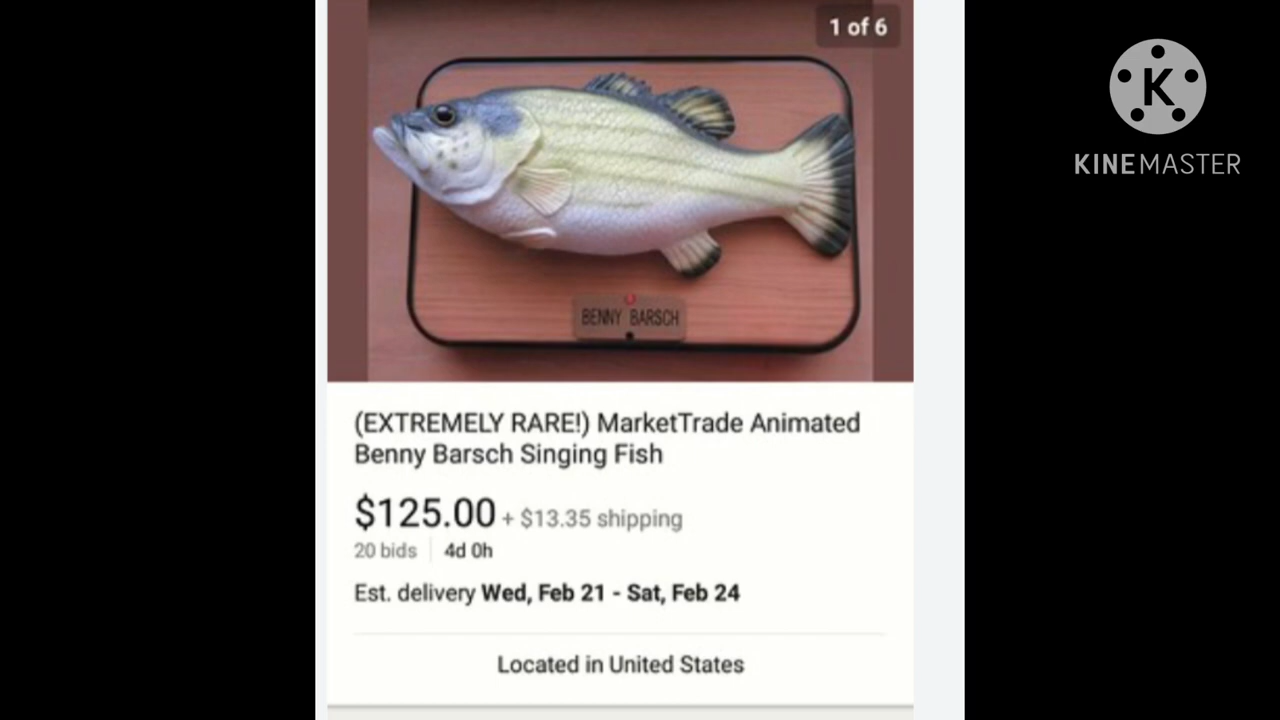 1 of 6
K
KINEMASTER
BENNY BARSCH
(EXTREMELY RARE!) MarketTrade Animated
Benny Barsch Singing Fish
$125.00 + $13.35 shipping
20 bids 4d 0h
Est. delivery Wed, Feb 21 - Sat, Feb 24
Located in United States